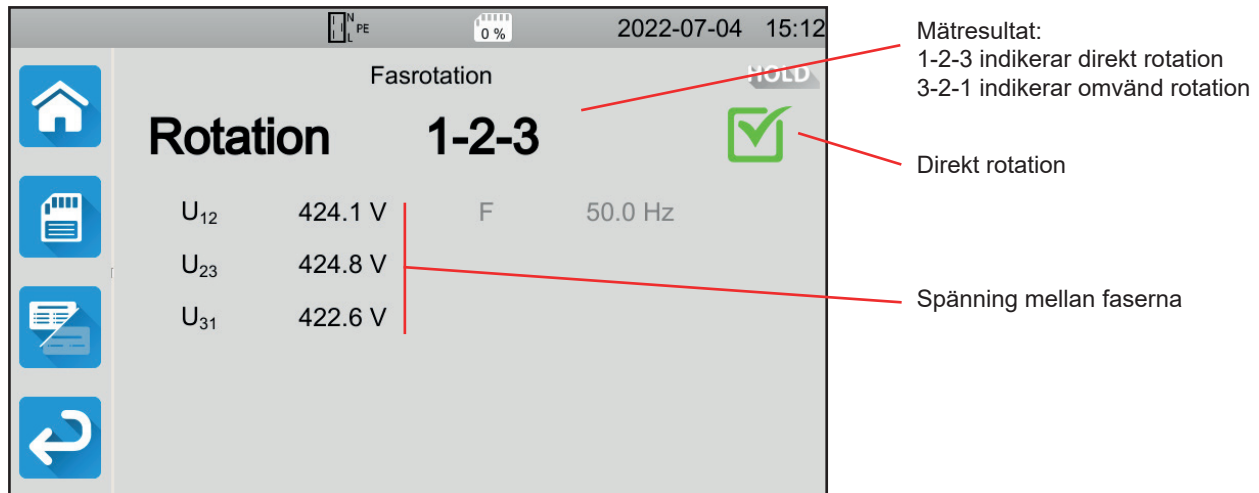 N
L PE
0 %
2022-07-04 15:12
Fasrotation
HOLD
Rotation 1-2-3
U12 424.1 V F 50.0 Hz
U23 424.8 V
U31 422.6 V
Mätresultat:
1-2-3 indikerar direkt rotation
3-2-1 indikerar omvänd rotation
Direkt rotation
Spänning mellan faserna